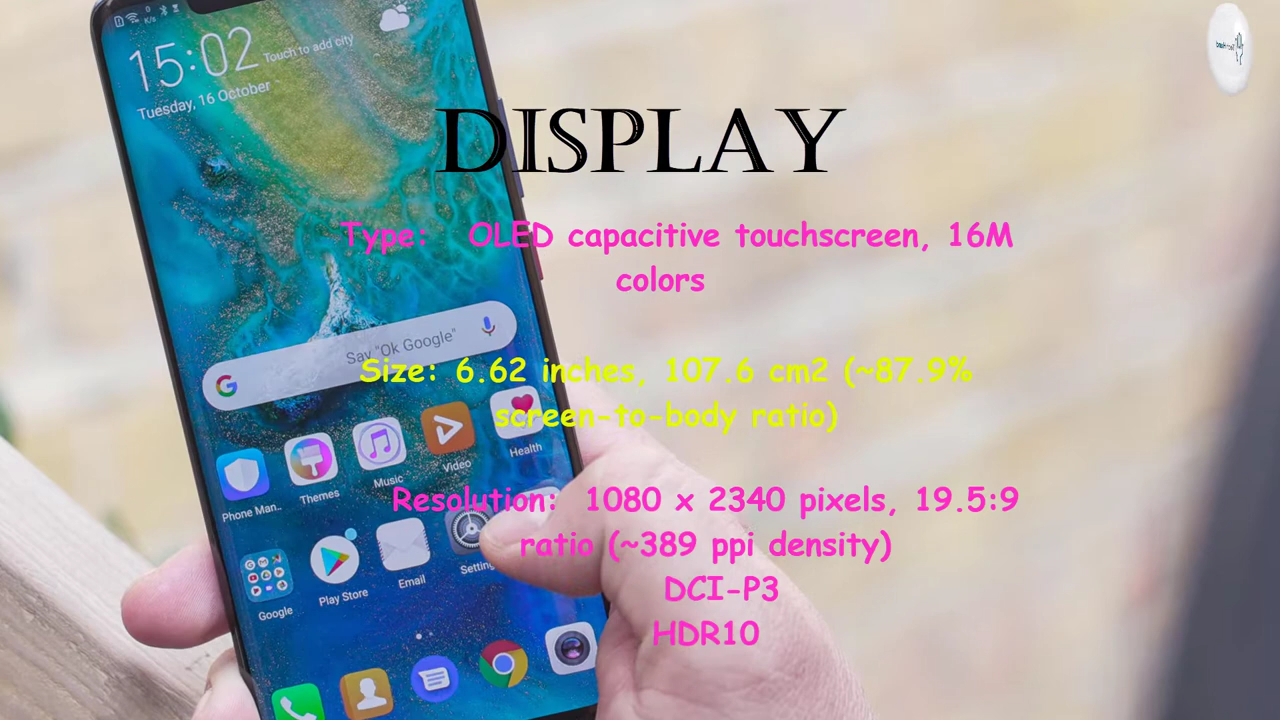 15:02
Touch to add city
Tuesday, 16 October
DISPLAY
Type: OLED capacitive touchscreen, 16M
colors
Say "Ok Google"
Size: 6.62 inches, 107.6 cm2 (~87.9%
screen-to-body ratio)
Phone Man..
Themes
Music
Video
Health
Resolution: 1080 x 2340 pixels, 19.5:9
ratio (~389 ppi density)
DCI-P3
HDR10
Google
Play Store
Email
Settings